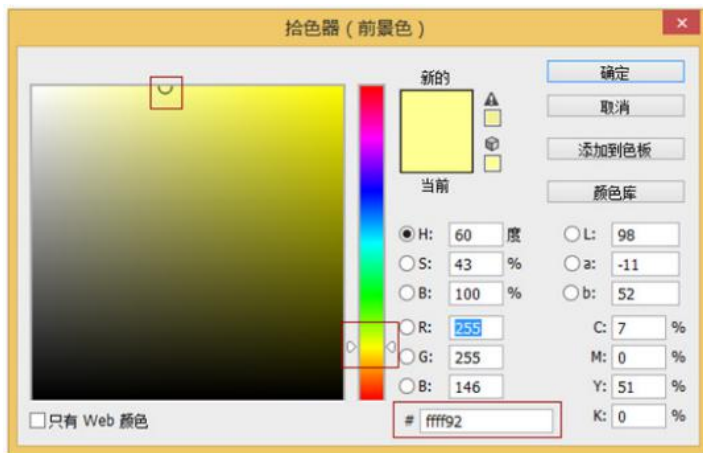 拾色器（前景色）
新的
当前
确定
取消
添加到色板
颜色库
H: 60 度
S: 43 %
B: 100 %
R: 255
G: 255
B: 146
# ffff92
L: 98
a: -11
b: 52
C: 7 %
M: 0 %
Y: 51 %
K: 0 %
只有 Web 颜色